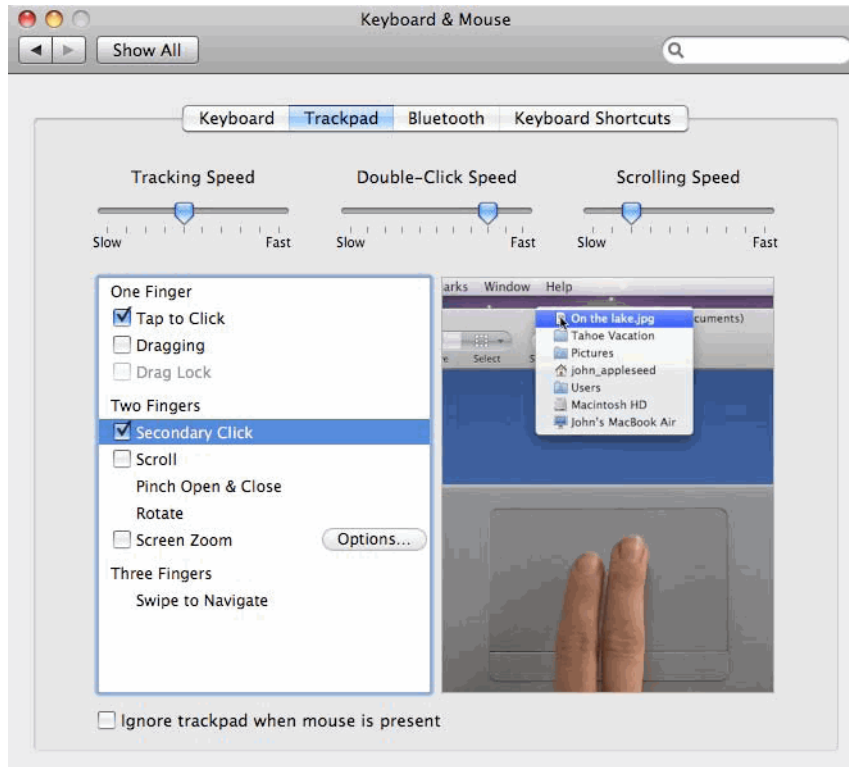 Keyboard & Mouse
Show All
Keyboard Trackpad Bluetooth Keyboard Shortcuts
Tracking Speed Double-Click Speed Scrolling Speed
Slow Fast Slow Fast Slow Fast
One Finger
Tap to Click
Dragging
Drag Lock
Two Fingers
Secondary Click
Scroll
Pinch Open & Close
Rotate
Screen Zoom Options...
Three Fingers
Swipe to Navigate
arks Window Help
On the lake.jpg cuments)
Tahoe Vacation
Select Pictures
john_appleseed
Users
Macintosh HD
John's MacBook Air
Ignore trackpad when mouse is present